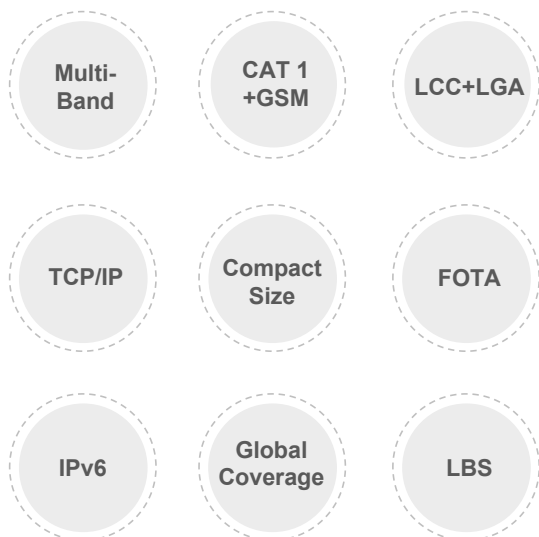 Multi-
Band
CAT 1
+GSM
LCC+LGA
TCP/IP
Compact
Size
FOTA
IPv6
Global
Coverage
LBS